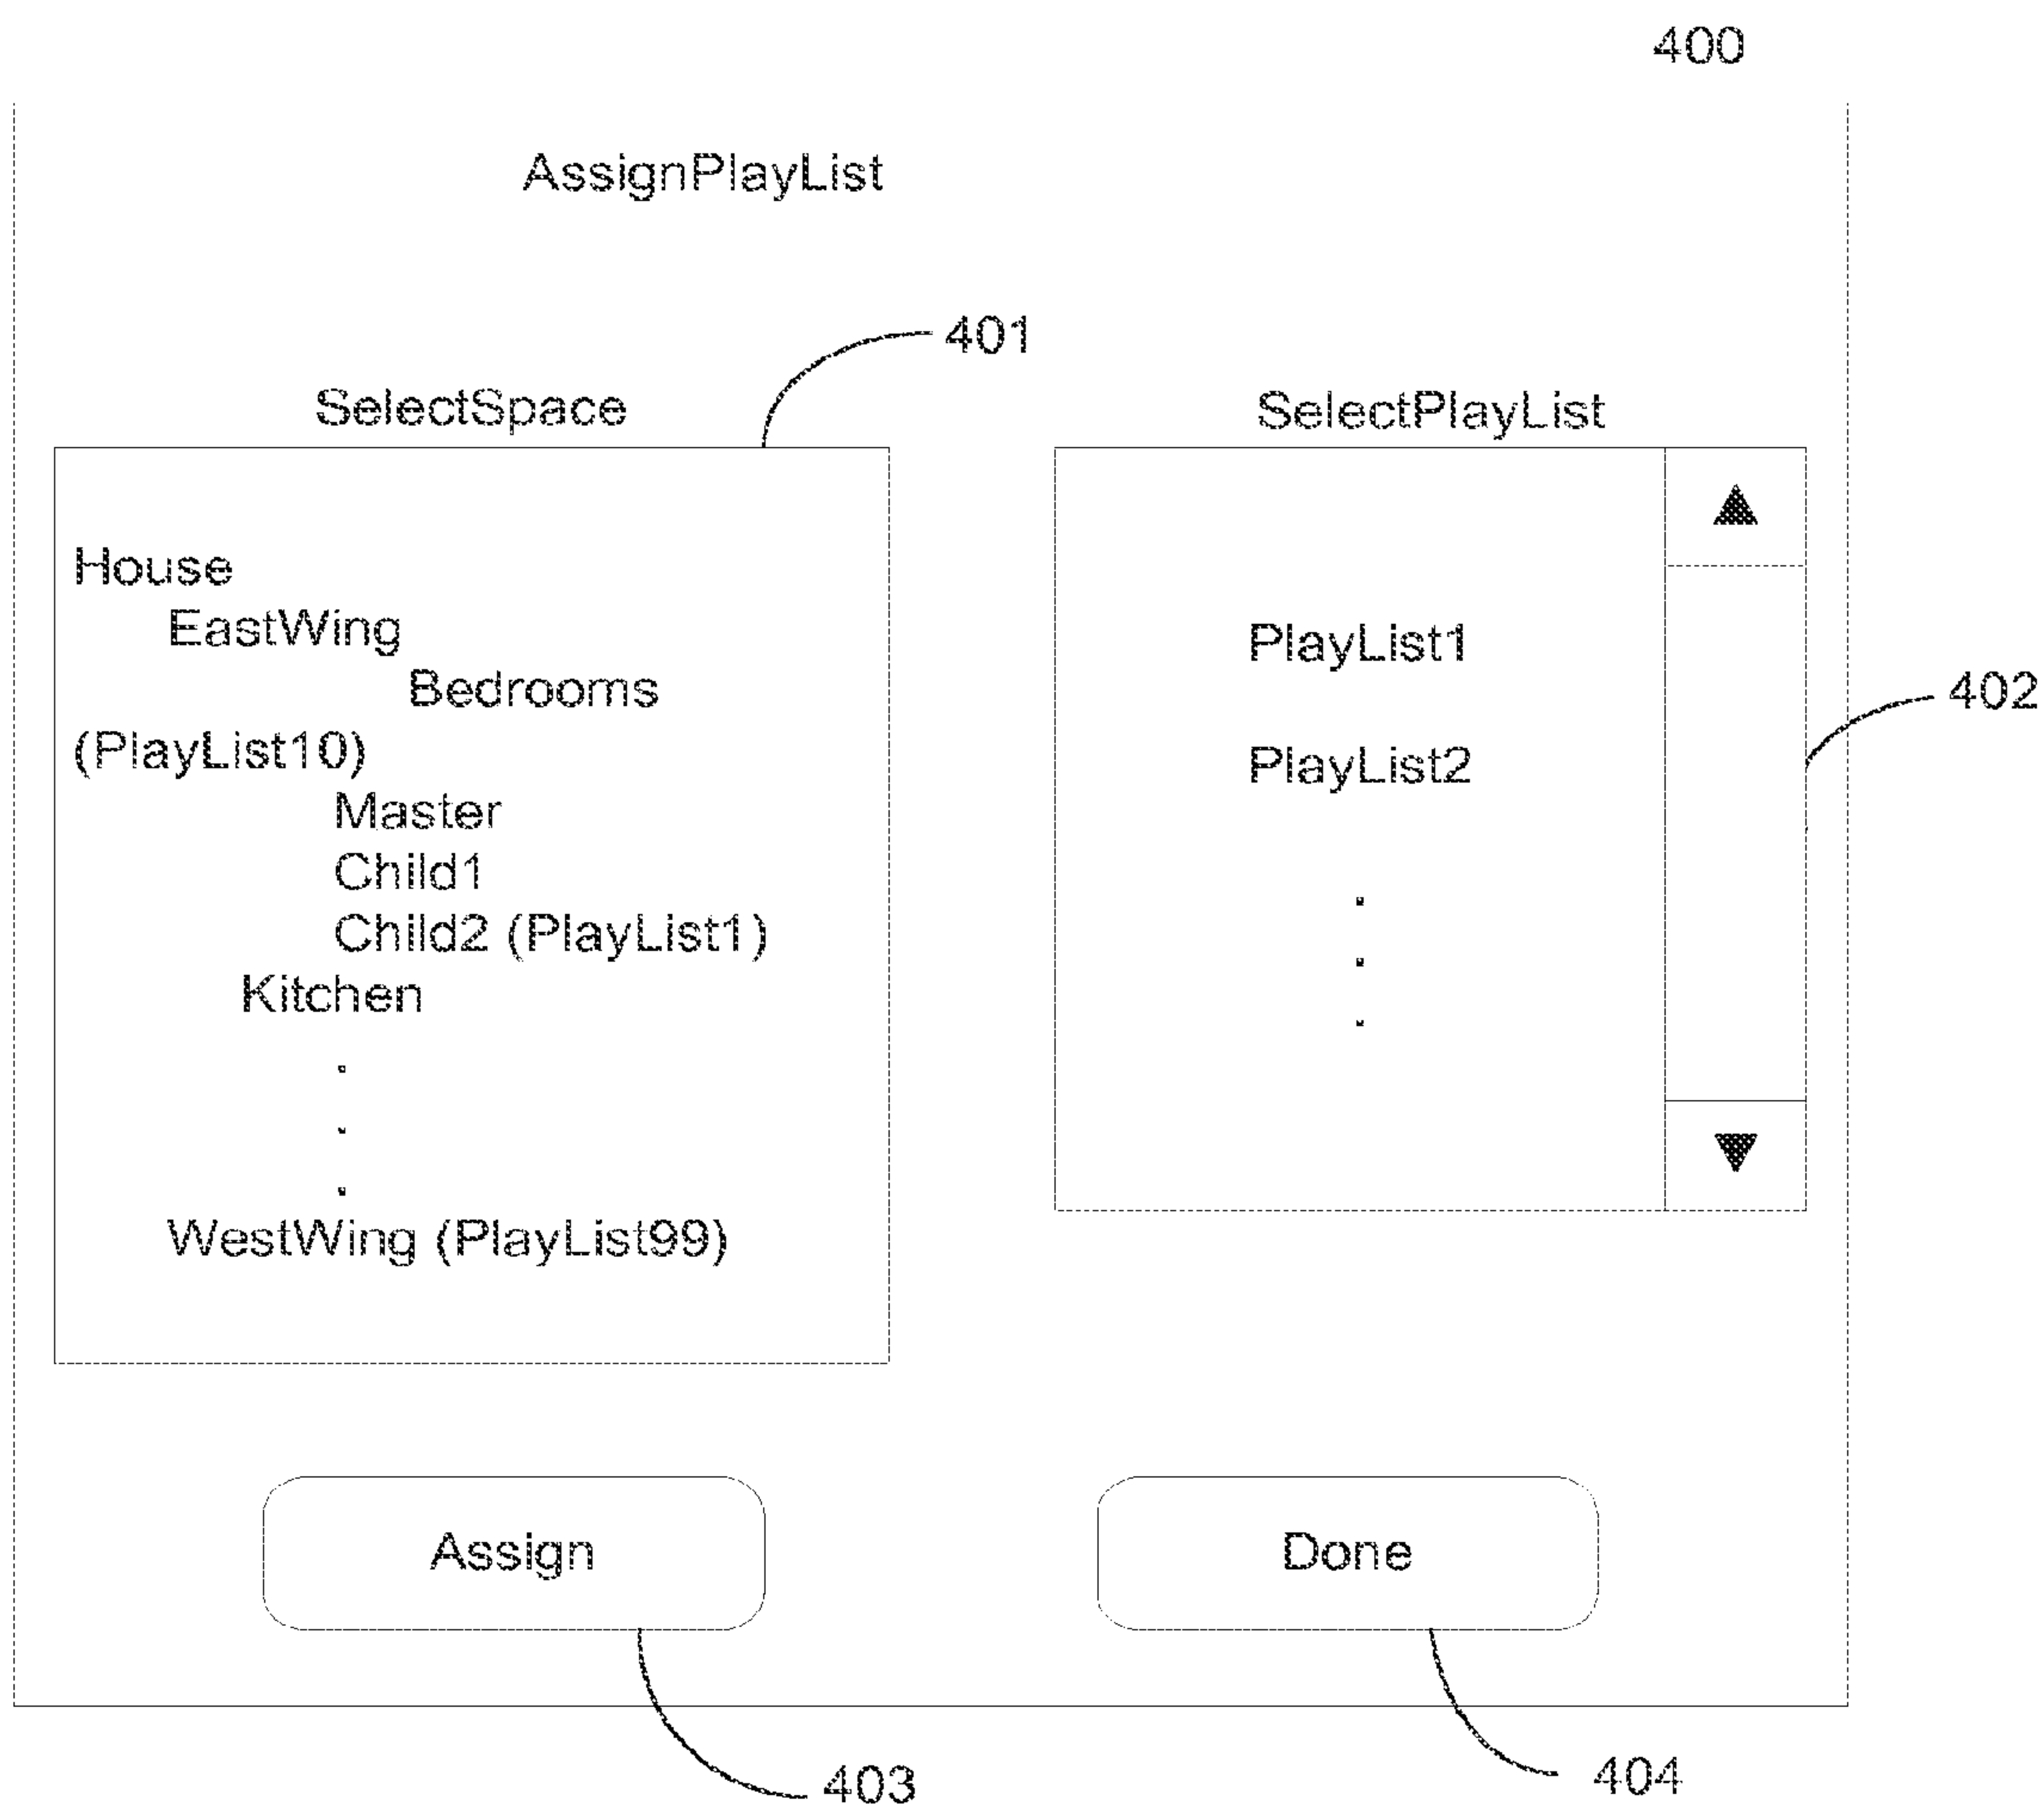 400
AssignPlayList
401
SelectSpace
House
EastWing
Bedrooms
(PlayList10)
Master
Child1
Child2 (PlayList1)
Kitchen
.
.
.
WestWing (PlayList99)
SelectPlayList
PlayList1
PlayList2
.
.
.
402
Assign
Done
403
404